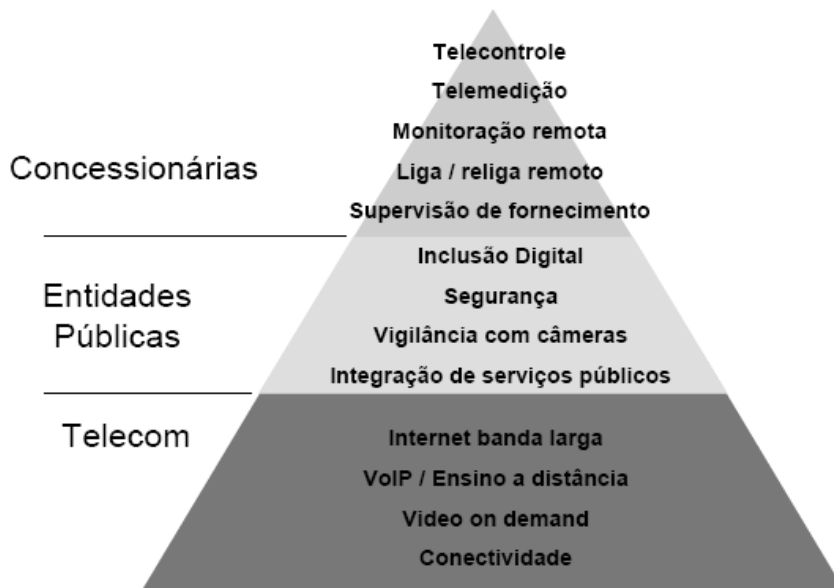 Telecontrole
Telemedição
Monitoração remota
Concessionárias
Liga / religa remoto
Supervisão de fornecimento
Inclusão Digital
Entidades
Públicas
Segurança
Vigilância com câmeras
Integração de serviços públicos
Telecom
Internet banda larga
VoIP / Ensino a distância
Video on demand
Conectividade